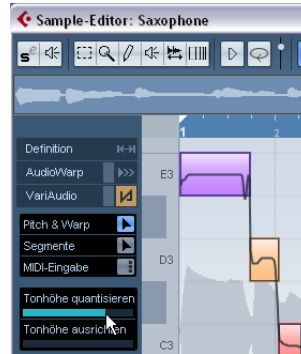 Sample-Editor: Saxophone
1
2
Definition
AudioWarp
VariAudio
E3
Pitch & Warp
Segmente
MIDI-Eingabe
D3
Tonhöhe quantisieren
Tonhöhe ausrichten
C3